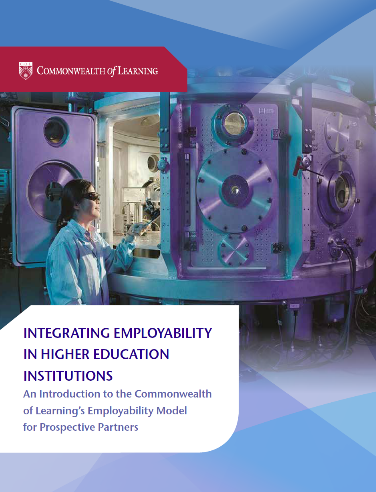 COMMONWEALTH of LEARNING
INTEGRATING EMPLOYABILITY
IN HIGHER EDUCATION
INSTITUTIONS
An Introduction to the Commonwealth
of Learning's Employability Model
for Prospective Partners